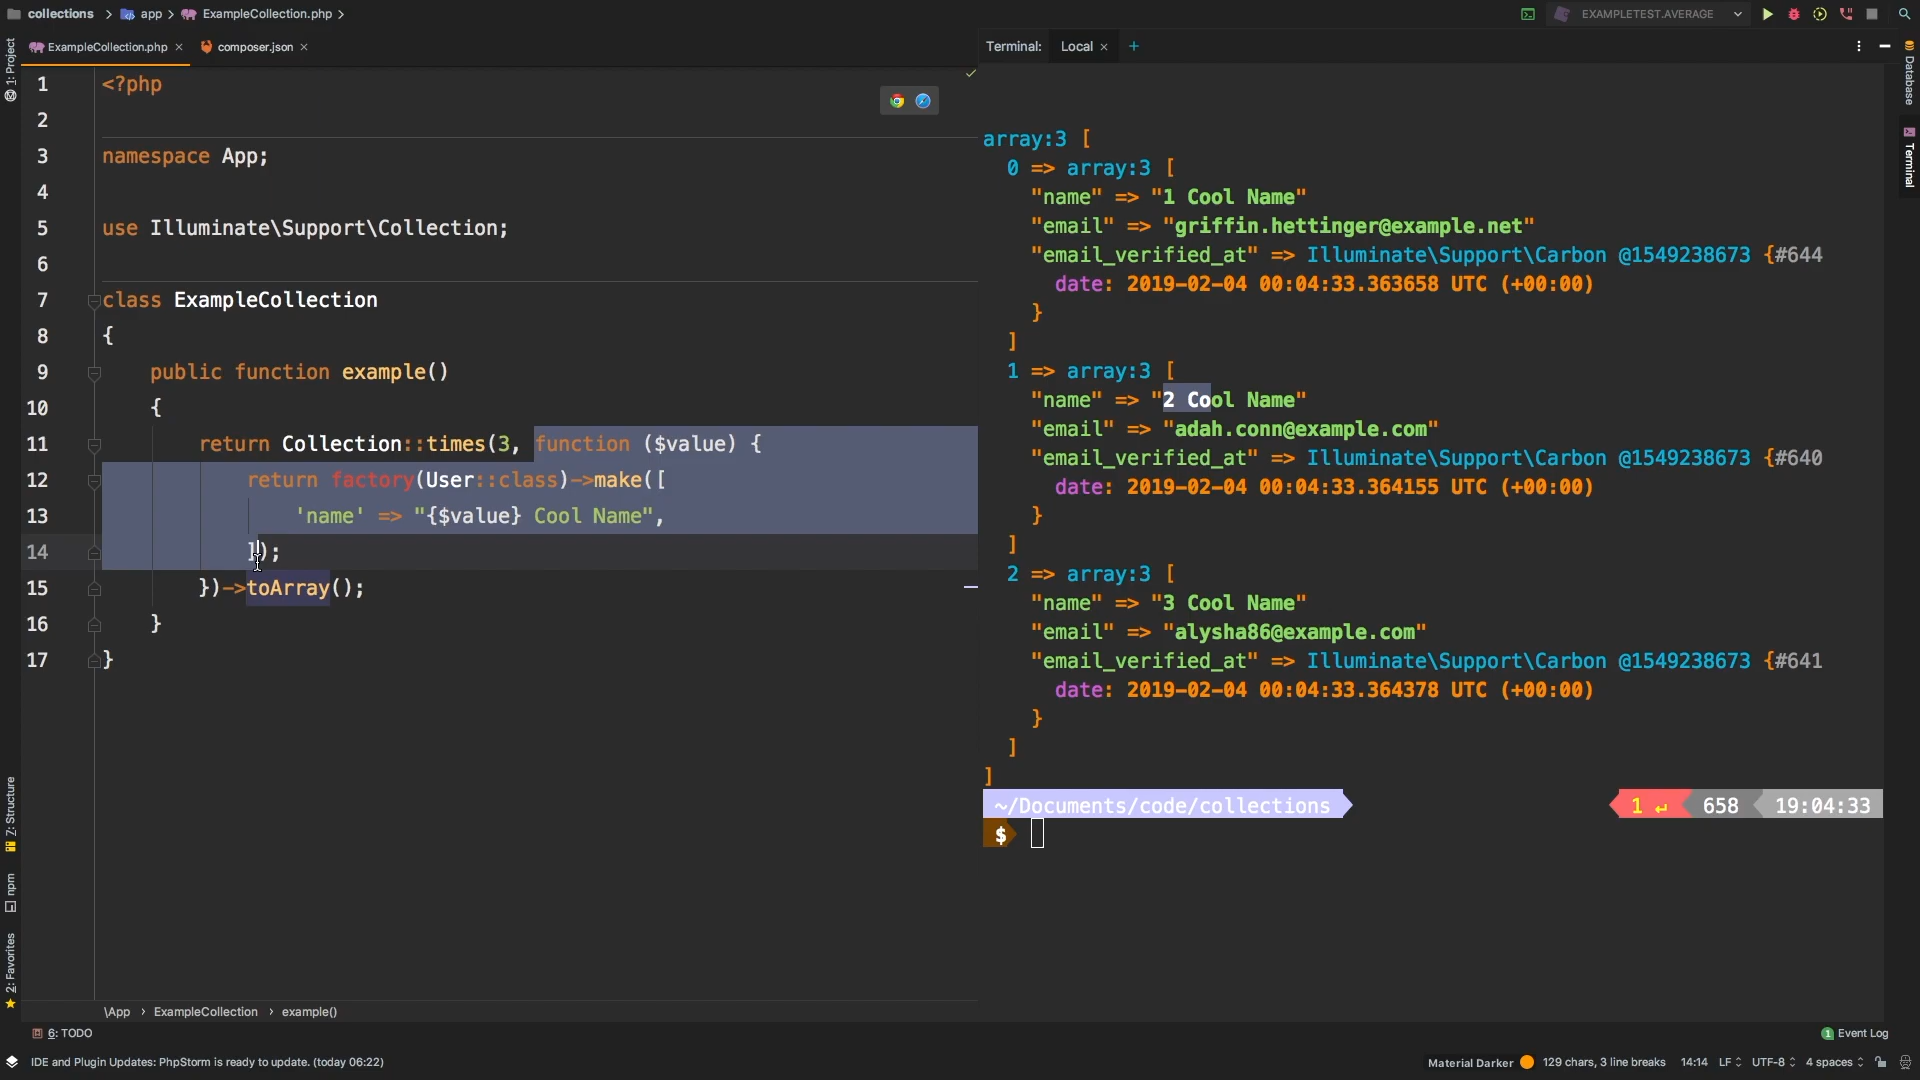 collections > app > ExampleCollection.php >
EXAMPLETEST.AVERAGE
1: Project
ExampleCollection.php ×
composer.json ×
1 <?php
2
3 namespace App;
4
5 use Illuminate\Support\Collection;
6
7 class ExampleCollection
8 {
9 public function example()
10 {
11 return Collection::times(3, function ($value) {
12 return factory(User::class)->make([
13 'name' => "{$value} Cool Name",
14 ]);
15 })->toArray();
16 }
17 }
\App > ExampleCollection > example()
Terminal: Local × +
array:3 [
0 => array:3 [
"name" => "1 Cool Name"
"email" => "griffin.hettinger@example.net"
"email_verified_at" => Illuminate\Support\Carbon @1549238673 {#644
date: 2019-02-04 00:04:33.363658 UTC (+00:00)
}
]
1 => array:3 [
"name" => "2 Cool Name"
"email" => "adah.conn@example.com"
"email_verified_at" => Illuminate\Support\Carbon @1549238673 {#640
date: 2019-02-04 00:04:33.364155 UTC (+00:00)
}
]
2 => array:3 [
"name" => "3 Cool Name"
"email" => "alysha86@example.com"
"email_verified_at" => Illuminate\Support\Carbon @1549238673 {#641
date: 2019-02-04 00:04:33.364378 UTC (+00:00)
}
]
]
~/Documents/code/collections 1 ↵ 658 19:04:33
$
Database
Terminal
Z: Structure
npm
2: Favorites
6: TODO
1 Event Log
IDE and Plugin Updates: PhpStorm is ready to update. (today 06:22)
Material Darker 129 chars, 3 line breaks 14:14 LF UTF-8 4 spaces